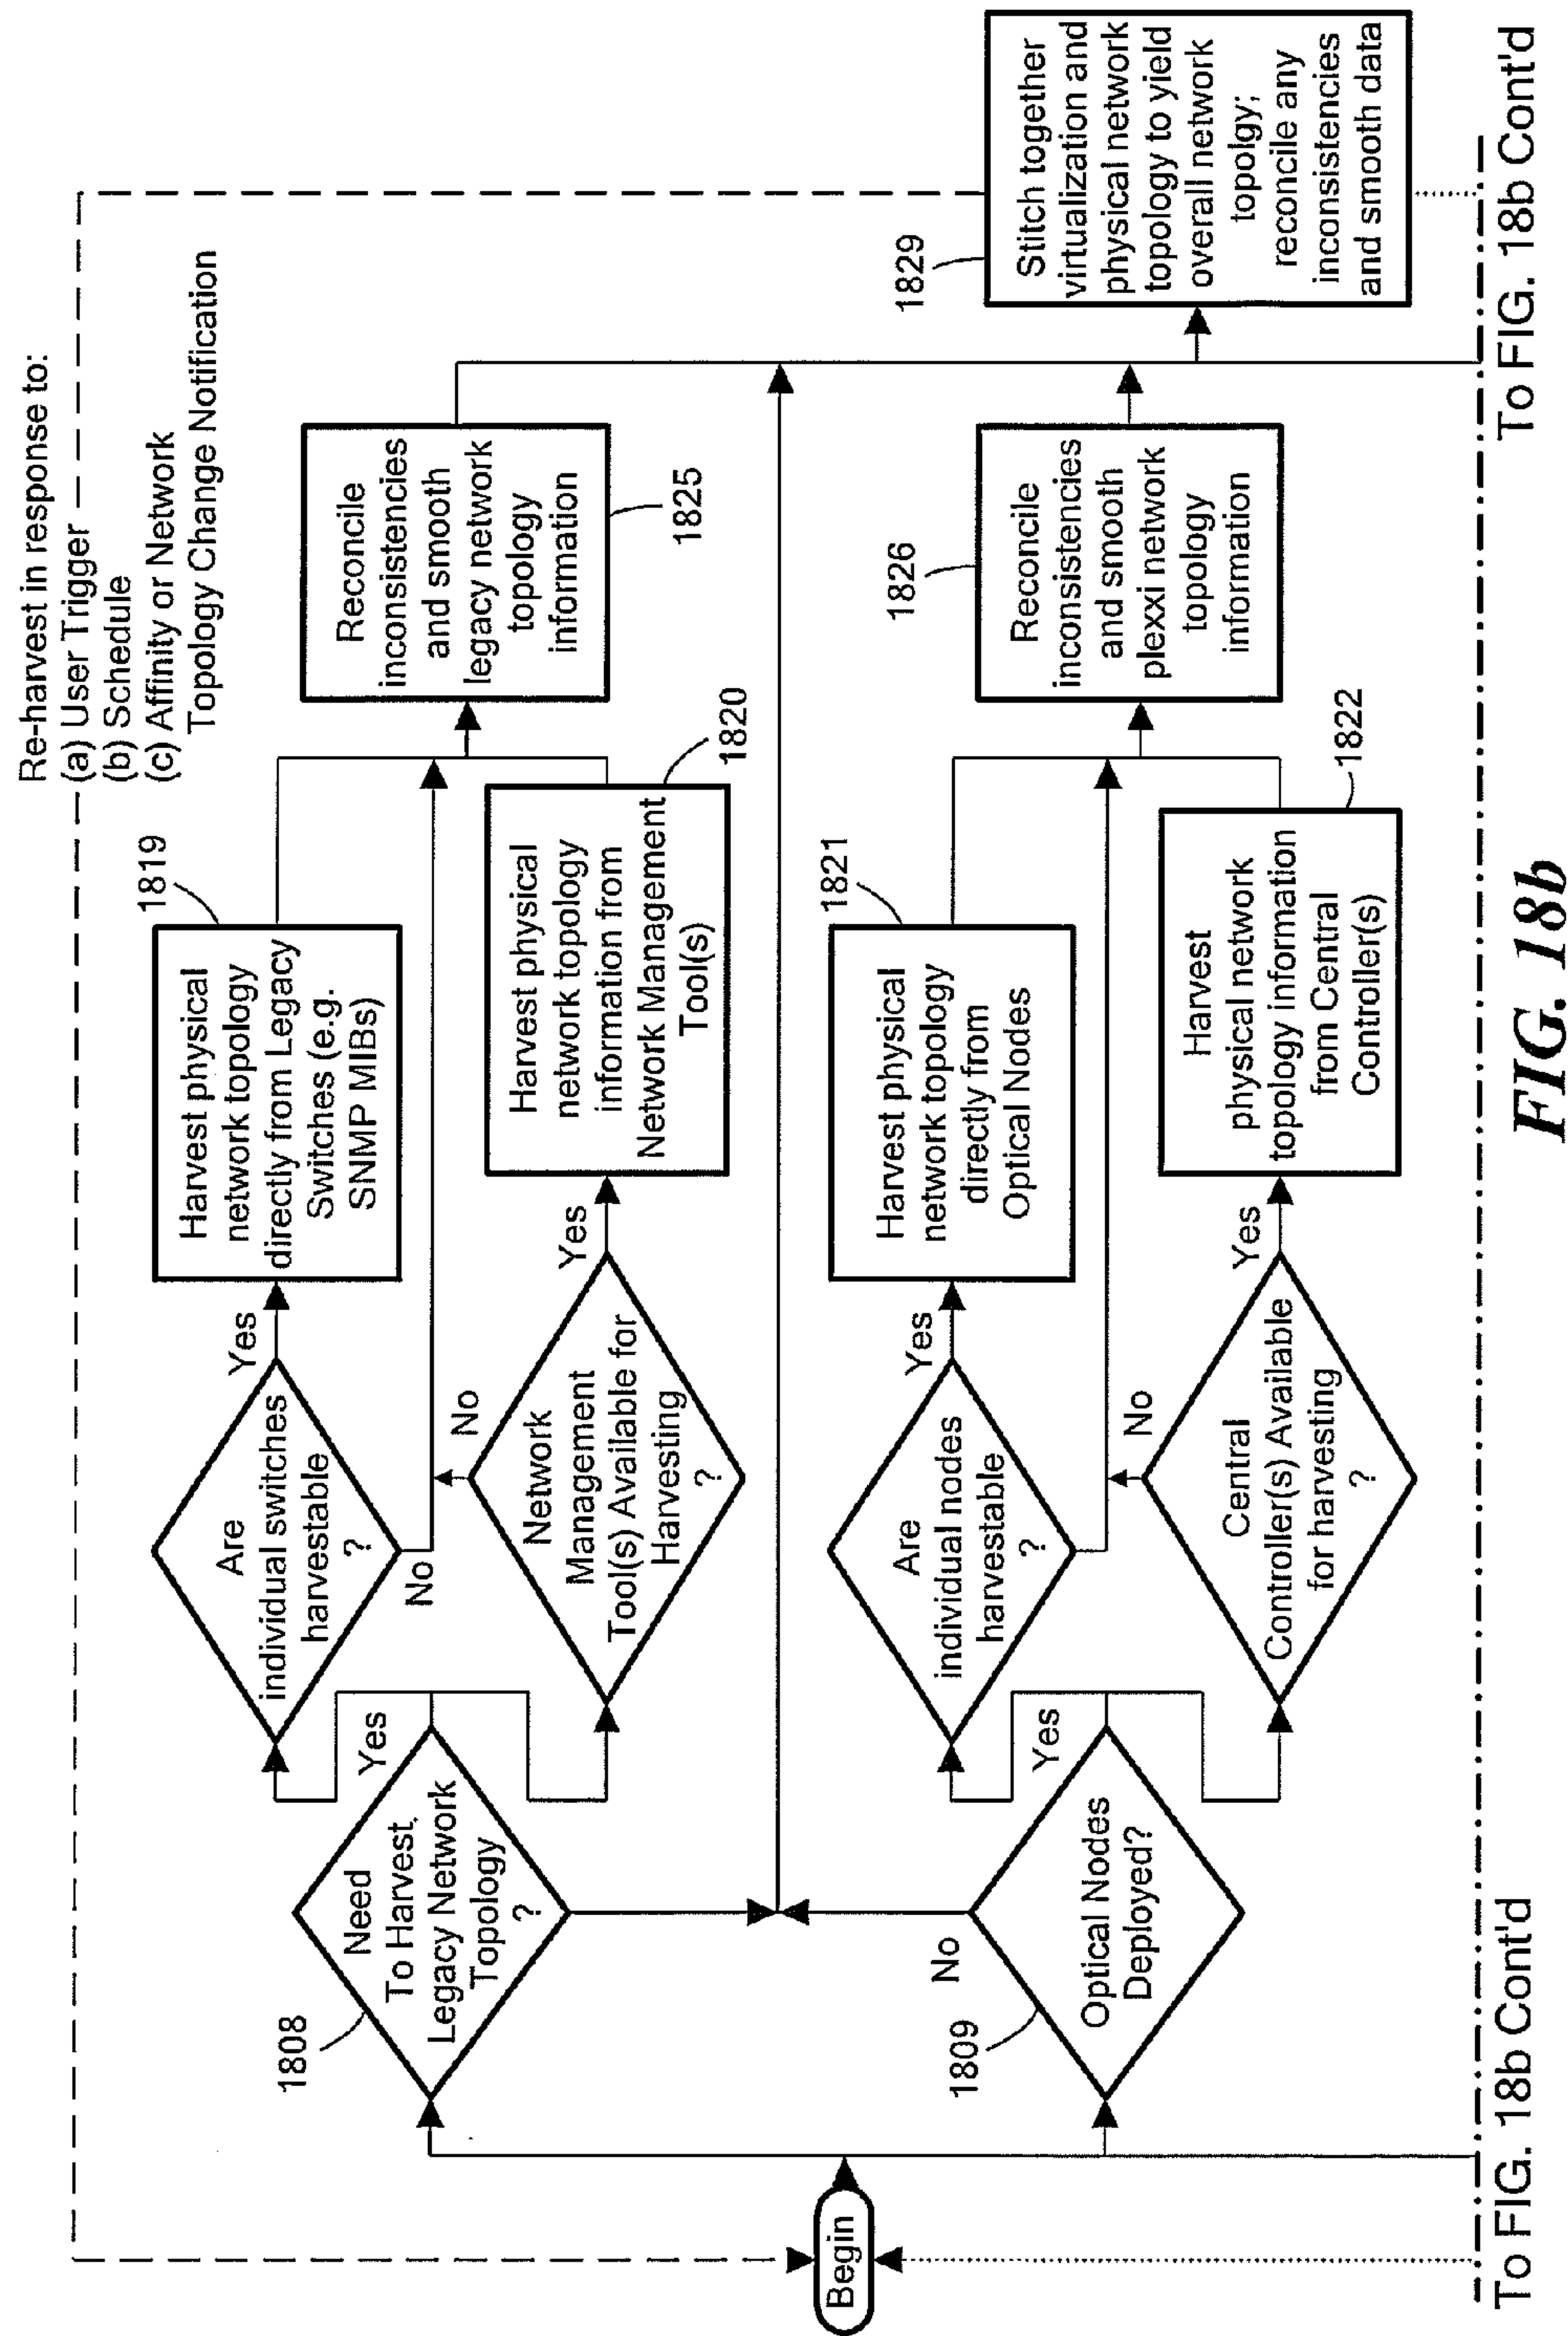 Re-harvest in response to:
(a) User Trigger
(b) Schedule
(c) Affinity or Network
Topology Change Notification
Begin
1808
Need
To Harvest
Legacy Network
Topology
?
Yes
Are
individual switches
harvestable
?
Yes
No
1819
Harvest physical
network topology
directly from Legacy
Switches (e.g.
SNMP MIBs)
Network
Management
Tool(s) Available for
Harvesting
?
No
Yes
1820
Harvest physical
network topology
information from
Network Management
Tool(s)
Reconcile
inconsistencies
and smooth
legacy network
topology
information
1825
1809
Optical Nodes
Deployed?
No
Yes
Are
individual nodes
harvestable
?
Yes
1821
Harvest physical
network topology
directly from
Optical Nodes
Central
Controller(s) Available
for harvesting
?
No
Yes
1822
Harvest
physical network
topology information
from Central
Controller(s)
1826
Reconcile
inconsistencies
and smooth
plexxi network
topology
information
1829
Stitch together
virtualization and
physical network
topology to yield
overall network
topolgy;
reconcile any
inconsistencies
and smooth data
To FIG. 18b Cont'd
To FIG. 18b Cont'd
FIG. 18b